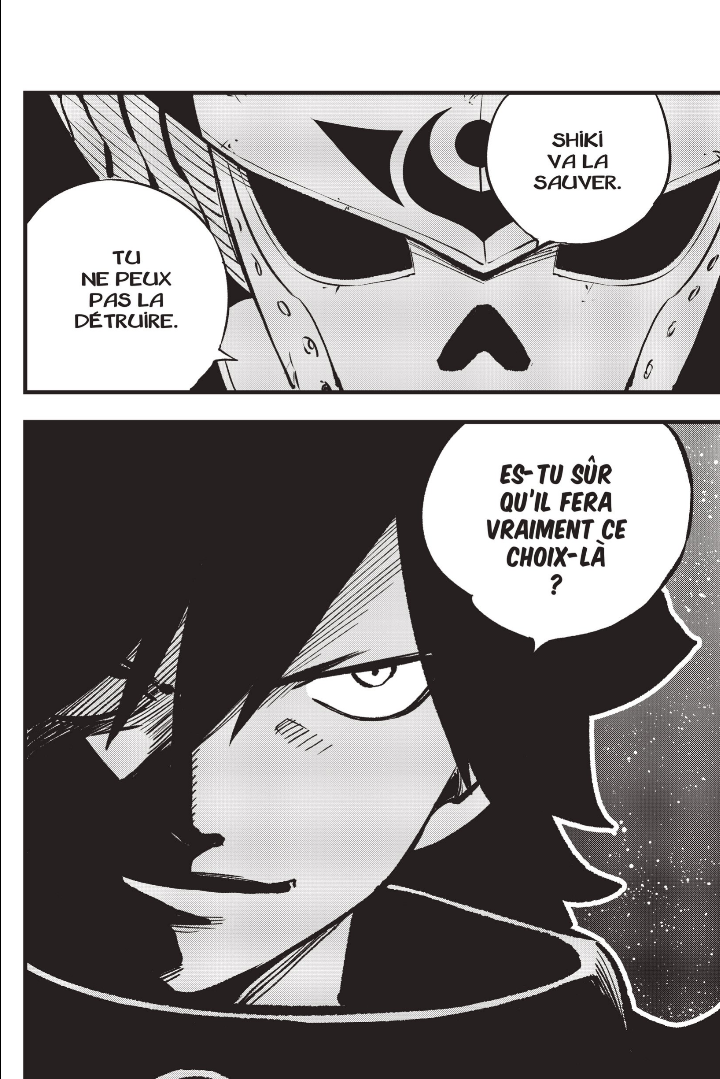 SHIKI
VA LA
SAUVER.
TU
NE PEUX
PAS LA
DÉTRUIRE.
ES-TU SÛR
QU'IL FERA
VRAIMENT CE
CHOIX-LÀ
?